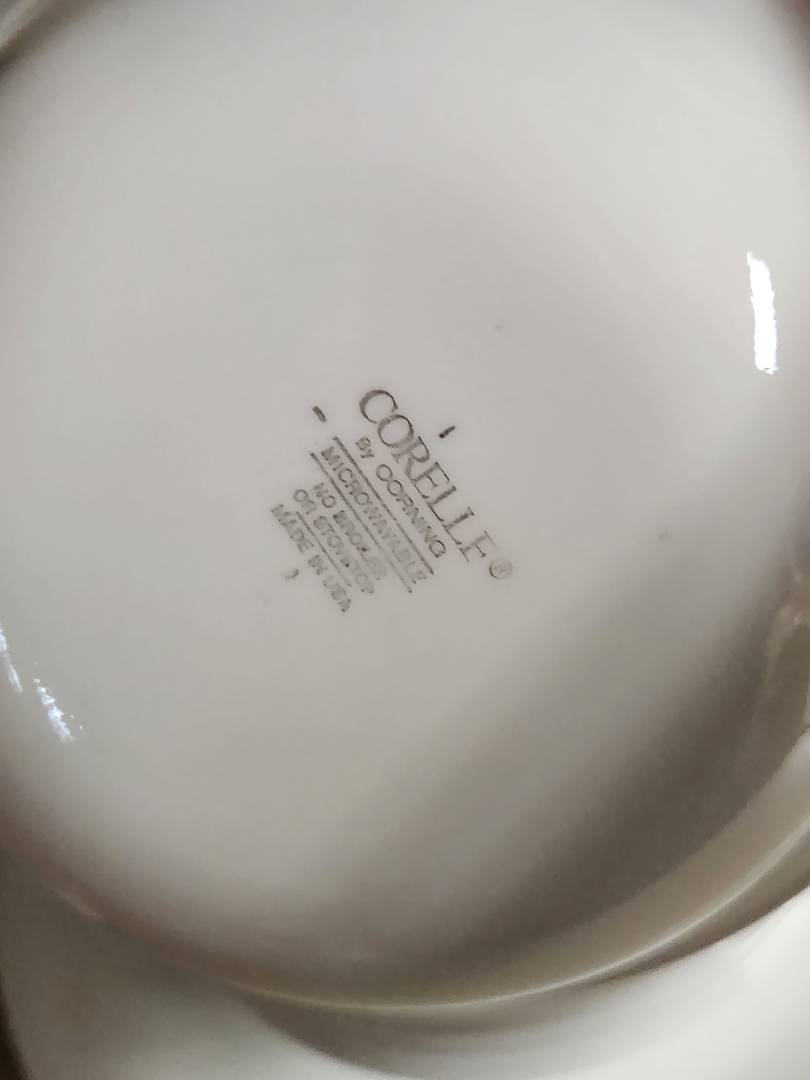 CORELLE®
By CORNING
MICROWAVABLE
NO BROILER
OR STOVETOP
MADE IN USA